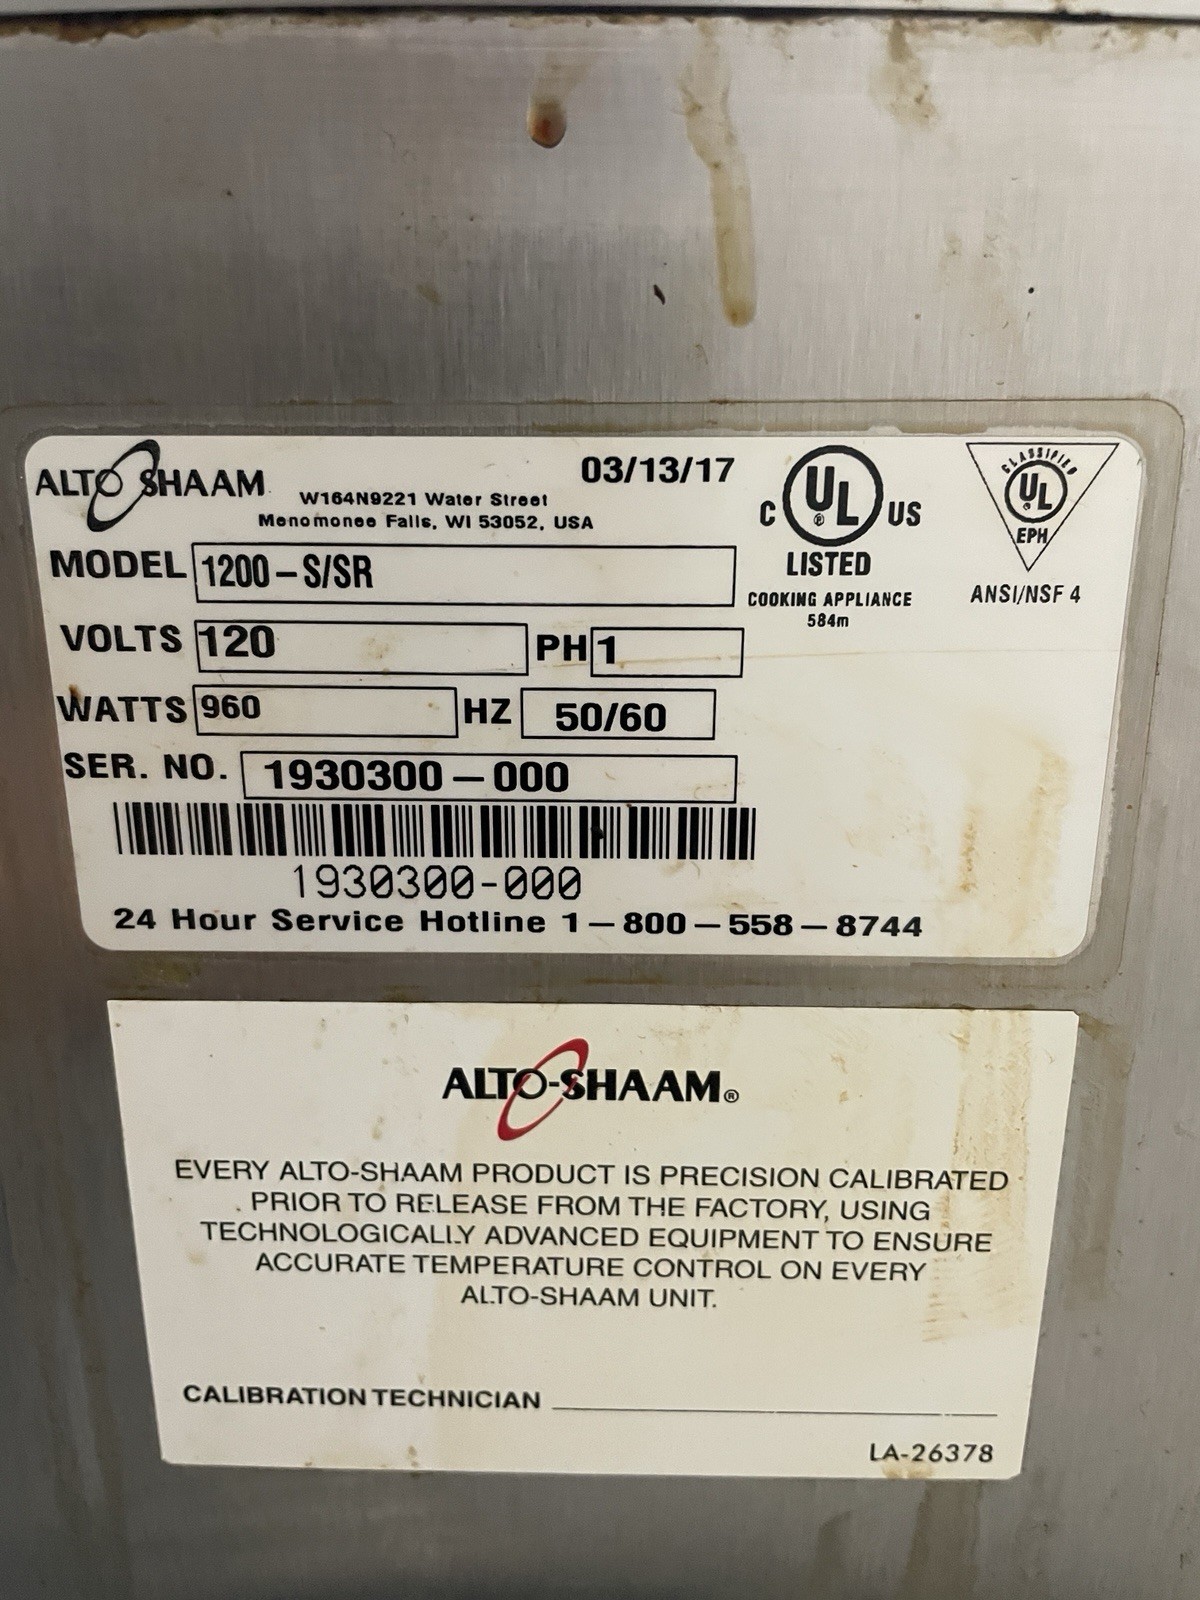 ALTO SHAAM
W164N9221 Water Street
Menomonee Falls, WI 53052, USA
03/13/17
C UL® US
LISTED
COOKING APPLIANCE
584m
CLASSIFIED
UL®
EPH
ANSI/NSF 4
MODEL 1200-S/SR
VOLTS 120 PH 1
WATTS 960 HZ 50/60
SER. NO. 1930300-000
1930300-000
24 Hour Service Hotline 1-800-558-8744
ALTO-SHAAM®
EVERY ALTO-SHAAM PRODUCT IS PRECISION CALIBRATED
PRIOR TO RELEASE FROM THE FACTORY, USING
TECHNOLOGICALLY ADVANCED EQUIPMENT TO ENSURE
ACCURATE TEMPERATURE CONTROL ON EVERY
ALTO-SHAAM UNIT.
CALIBRATION TECHNICIAN
LA-26378